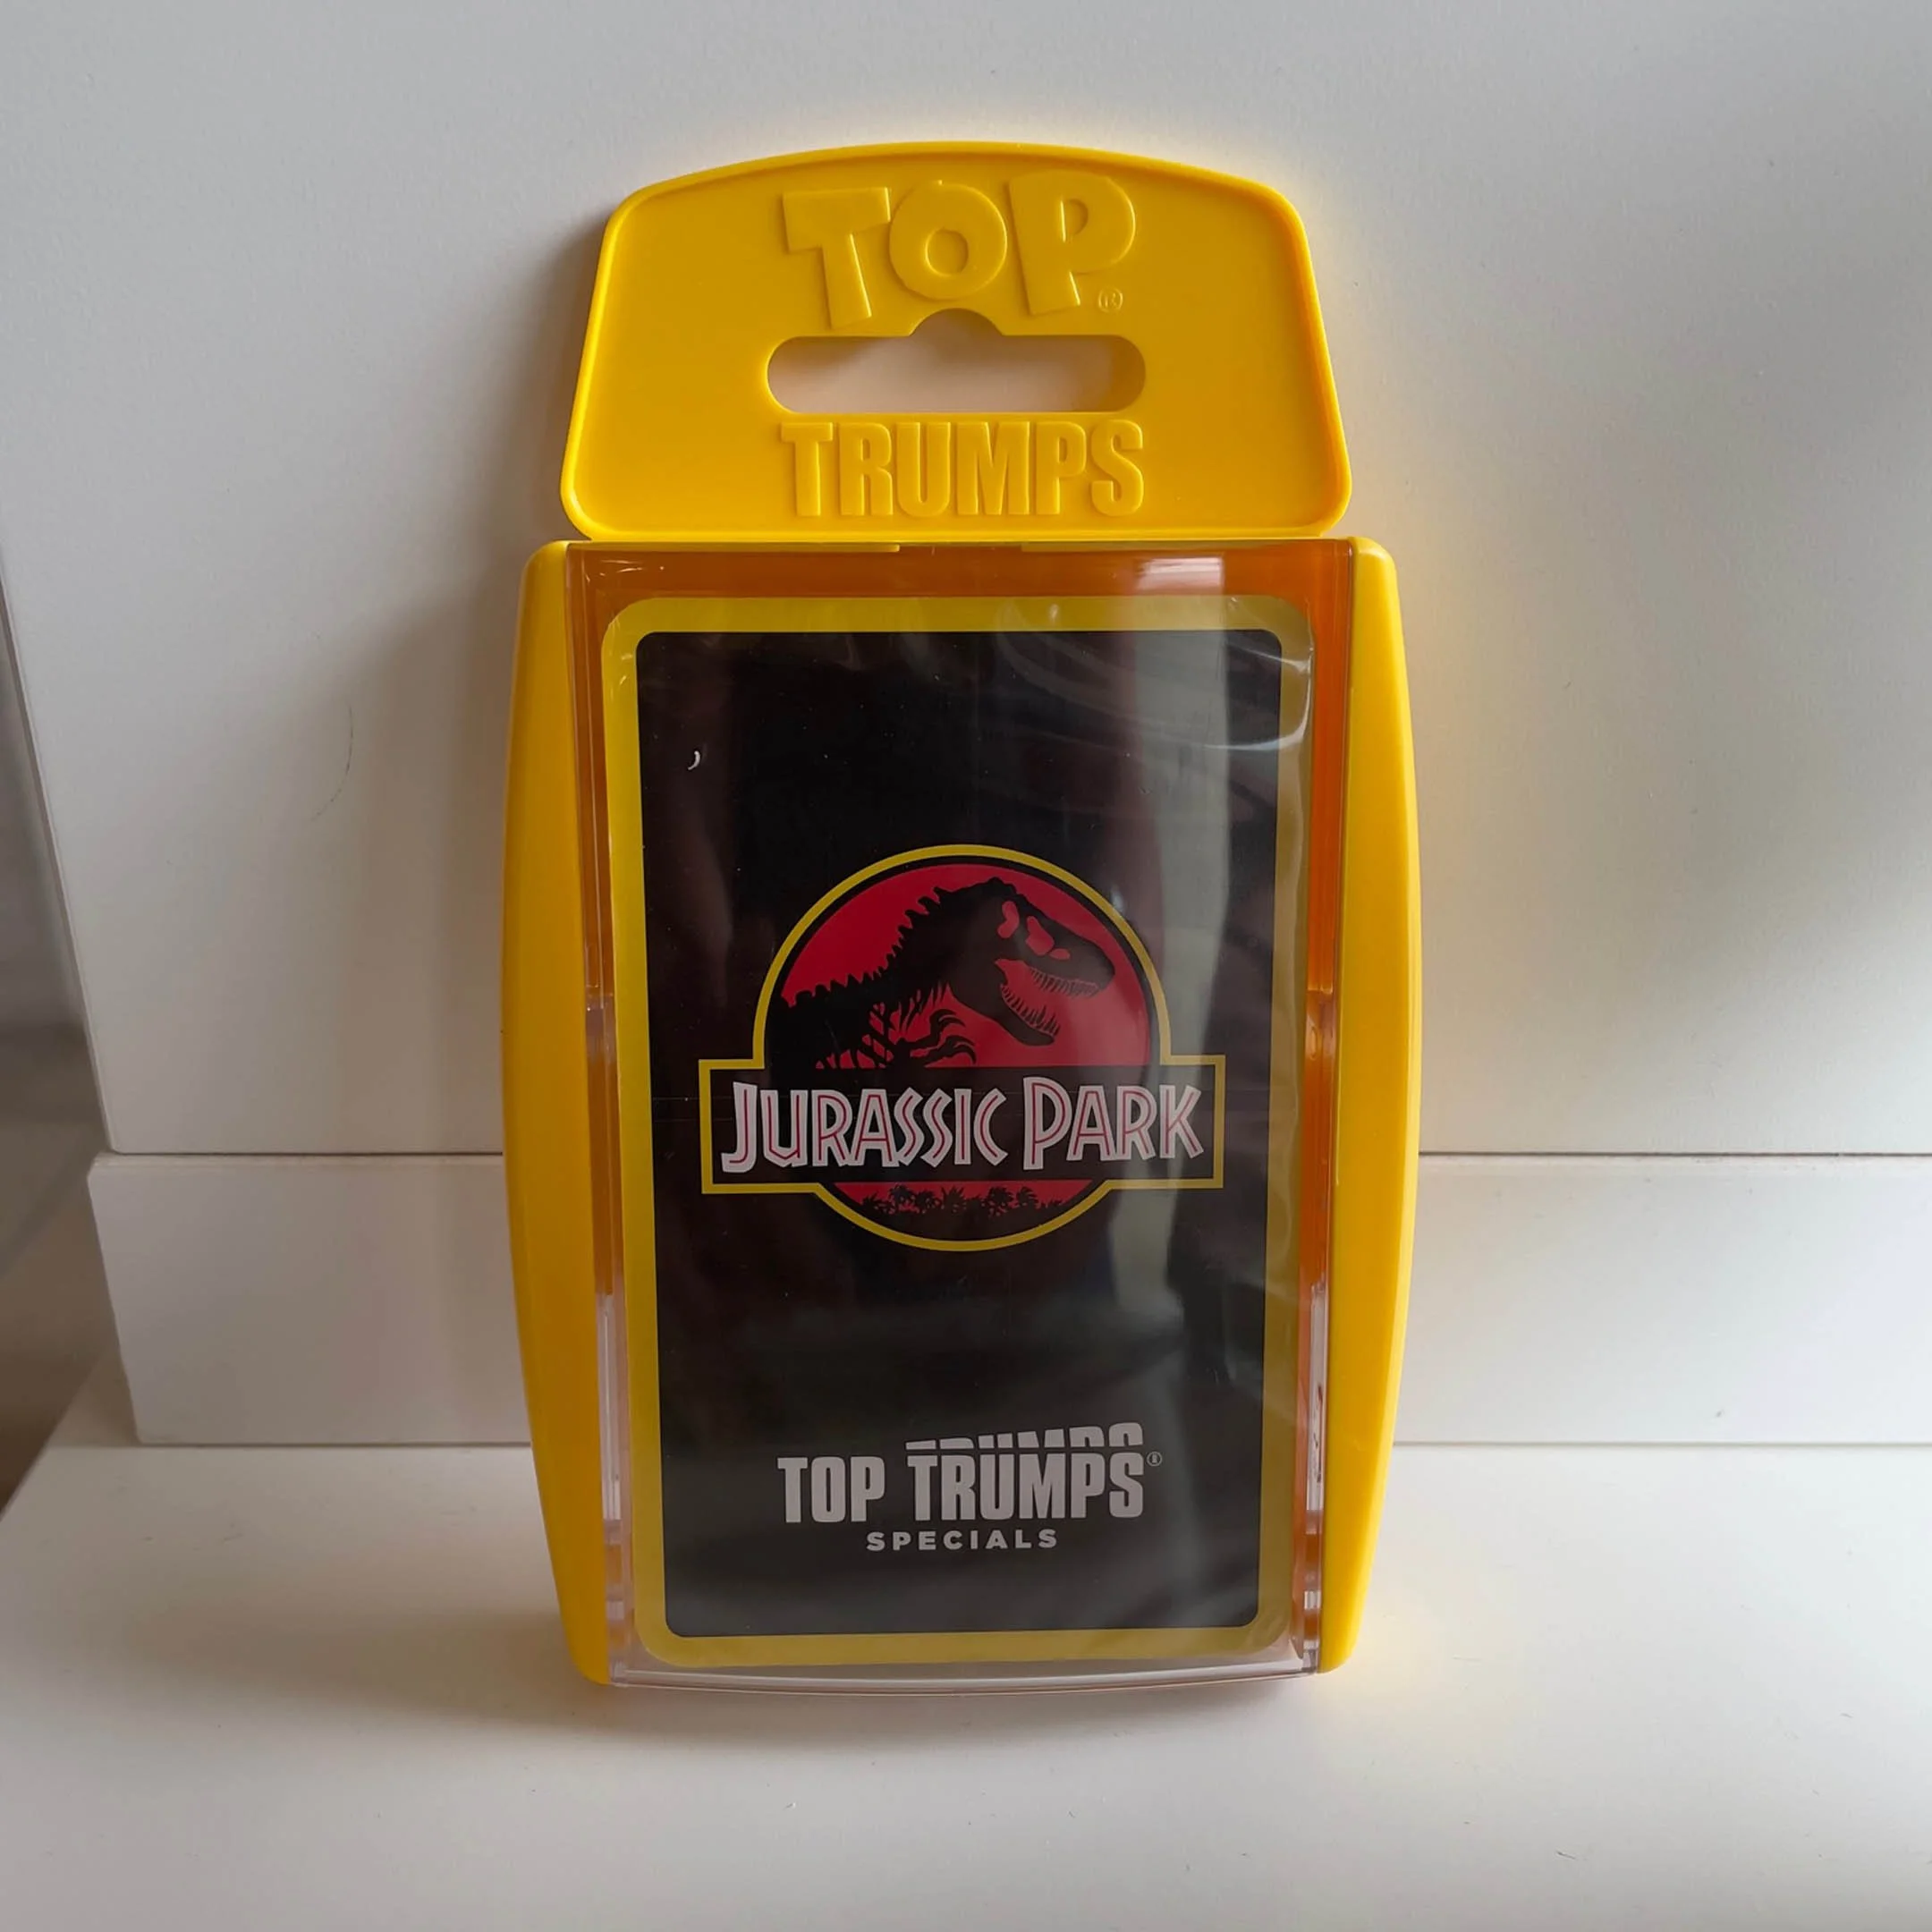 TOP®
TRUMPS
JURASSIC PARK
TOP TRUMPS®
SPECIALS